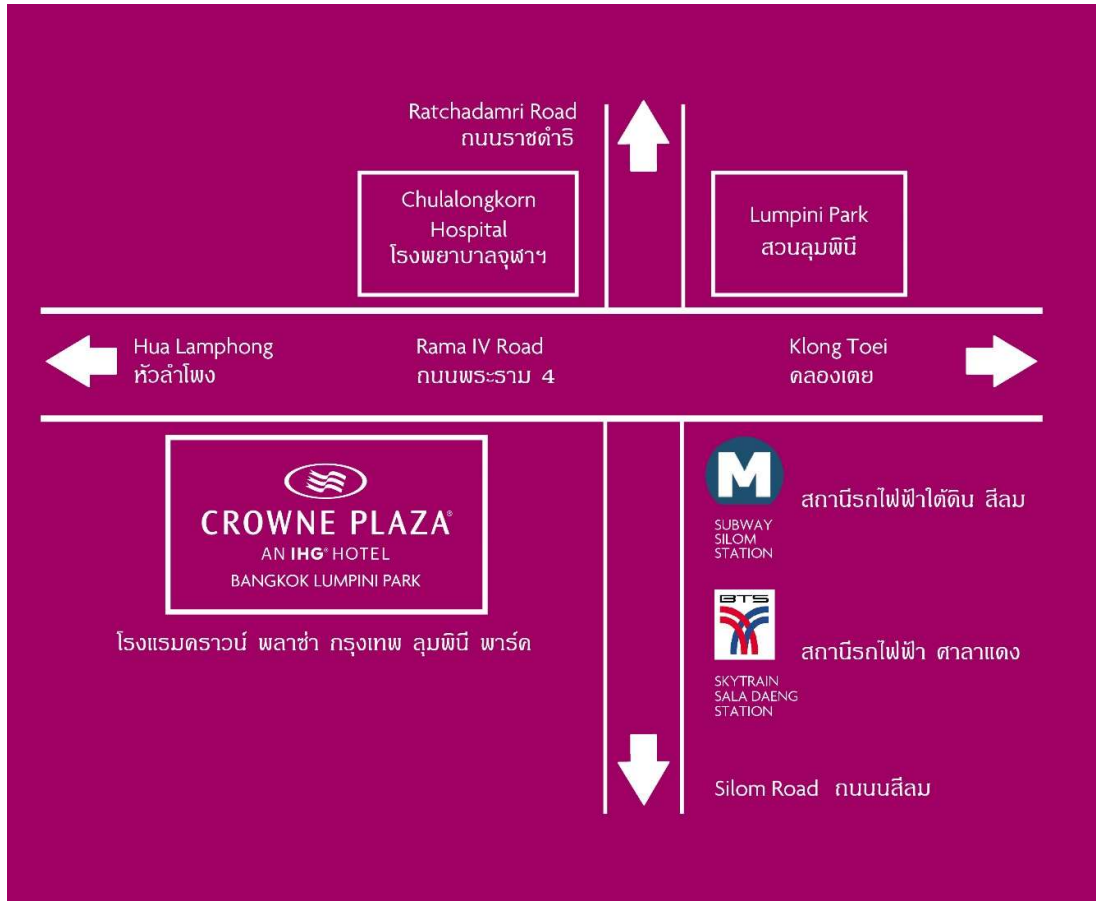 Ratchadamri Road
ถนนราชดำริ
Chulalongkorn
Hospital
โรงพยาบาลจุฬาฯ
Lumpini Park
สวนลุมพินี
Hua Lamphong
หัวลำโพง
Rama IV Road
ถนนพระราม 4
Klong Toei
คลองเตย
CROWNE PLAZA®
AN IHG® HOTEL
BANGKOK LUMPINI PARK
โรงแรมคราวน์ พลาซ่า กรุงเทพ ลุมพินี พาร์ค
M
SUBWAY
SILOM
STATION
สถานีรถไฟฟ้าใต้ดิน สีลม
BTS
SKYTRAIN
SALA DAENG
STATION
สถานีรถไฟฟ้า ศาลาแดง
Silom Road ถนนสีลม